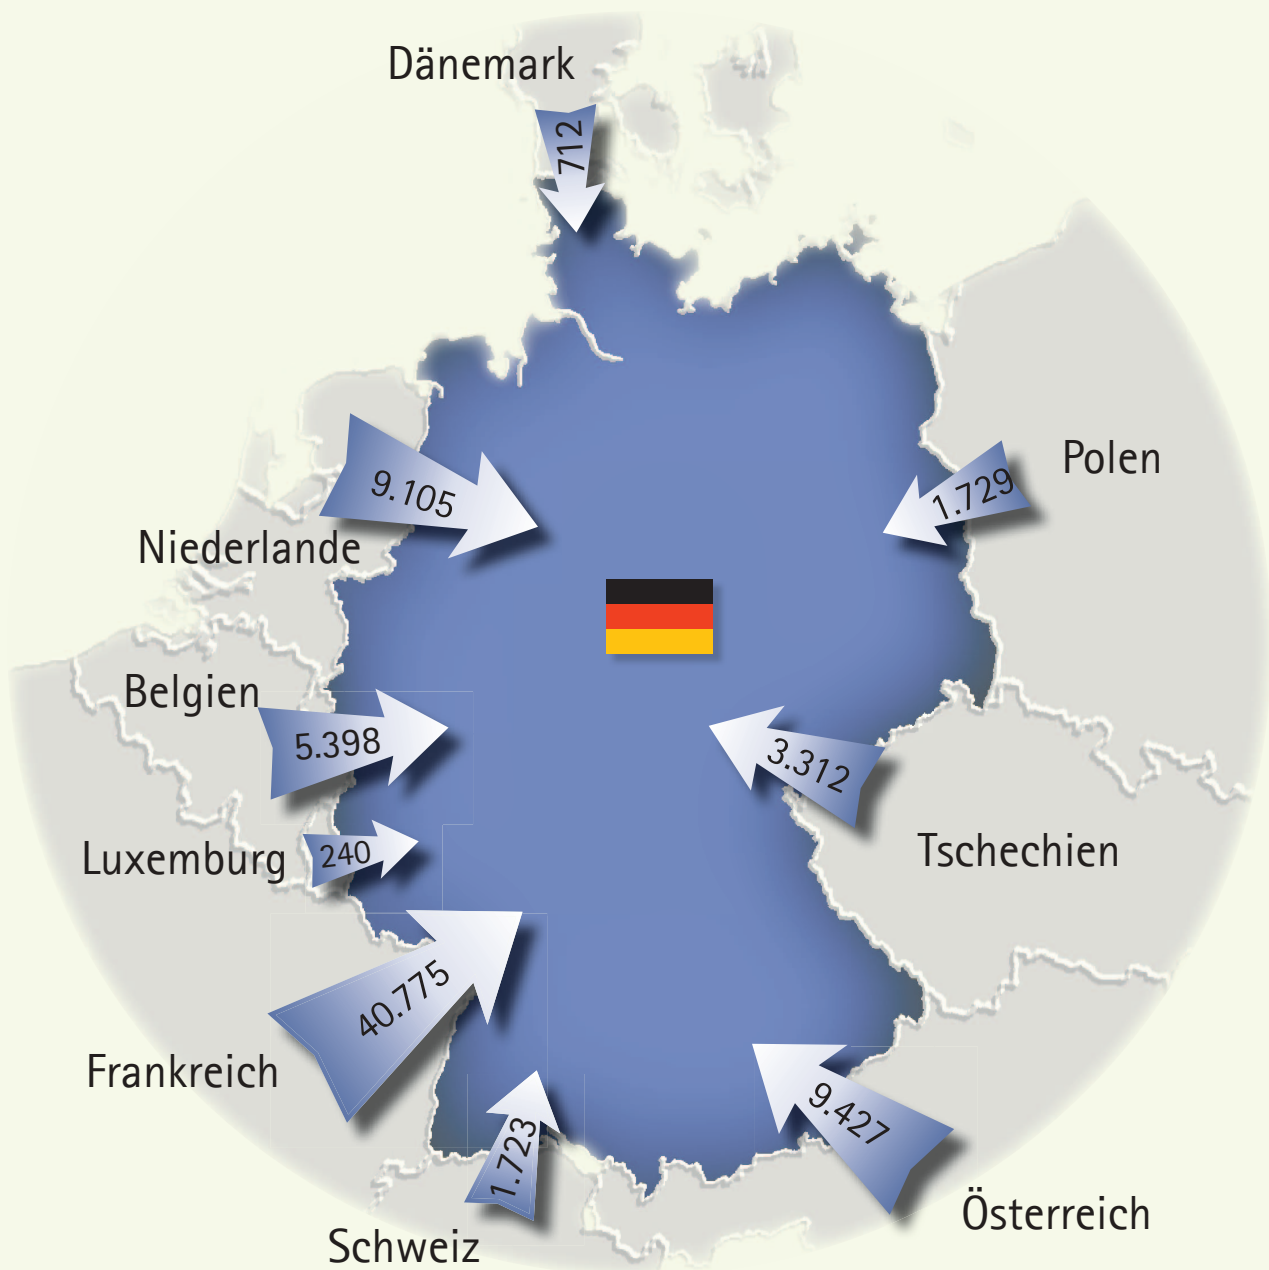 Dänemark
712
9.105
Niederlande
Polen
1.729
Belgien
5.398
3.312
Luxemburg
240
Tschechien
40.775
Frankreich
1.723
Schweiz
9.427
Österreich